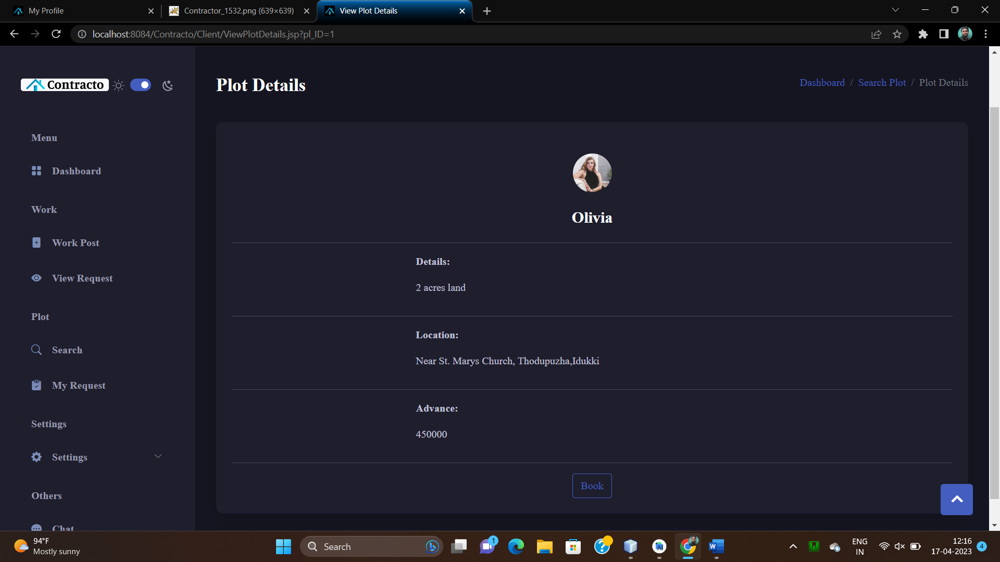 My Profile
Contractor_1532.png (639×639)
View Plot Details
localhost:8084/Contracto/Client/ViewPlotDetails.jsp?pl_ID=1
Contracto
Plot Details
Dashboard / Search Plot / Plot Details
Menu
Dashboard
Work
Work Post
View Request
Plot
Search
My Request
Settings
Settings
Others
Chat
Olivia
Details:
2 acres land
Location:
Near St. Marys Church, Thodupuzha,Idukki
Advance:
450000
Book
94°F
Mostly sunny
Search
1
ENG
IN
12:16
17-04-2023
4